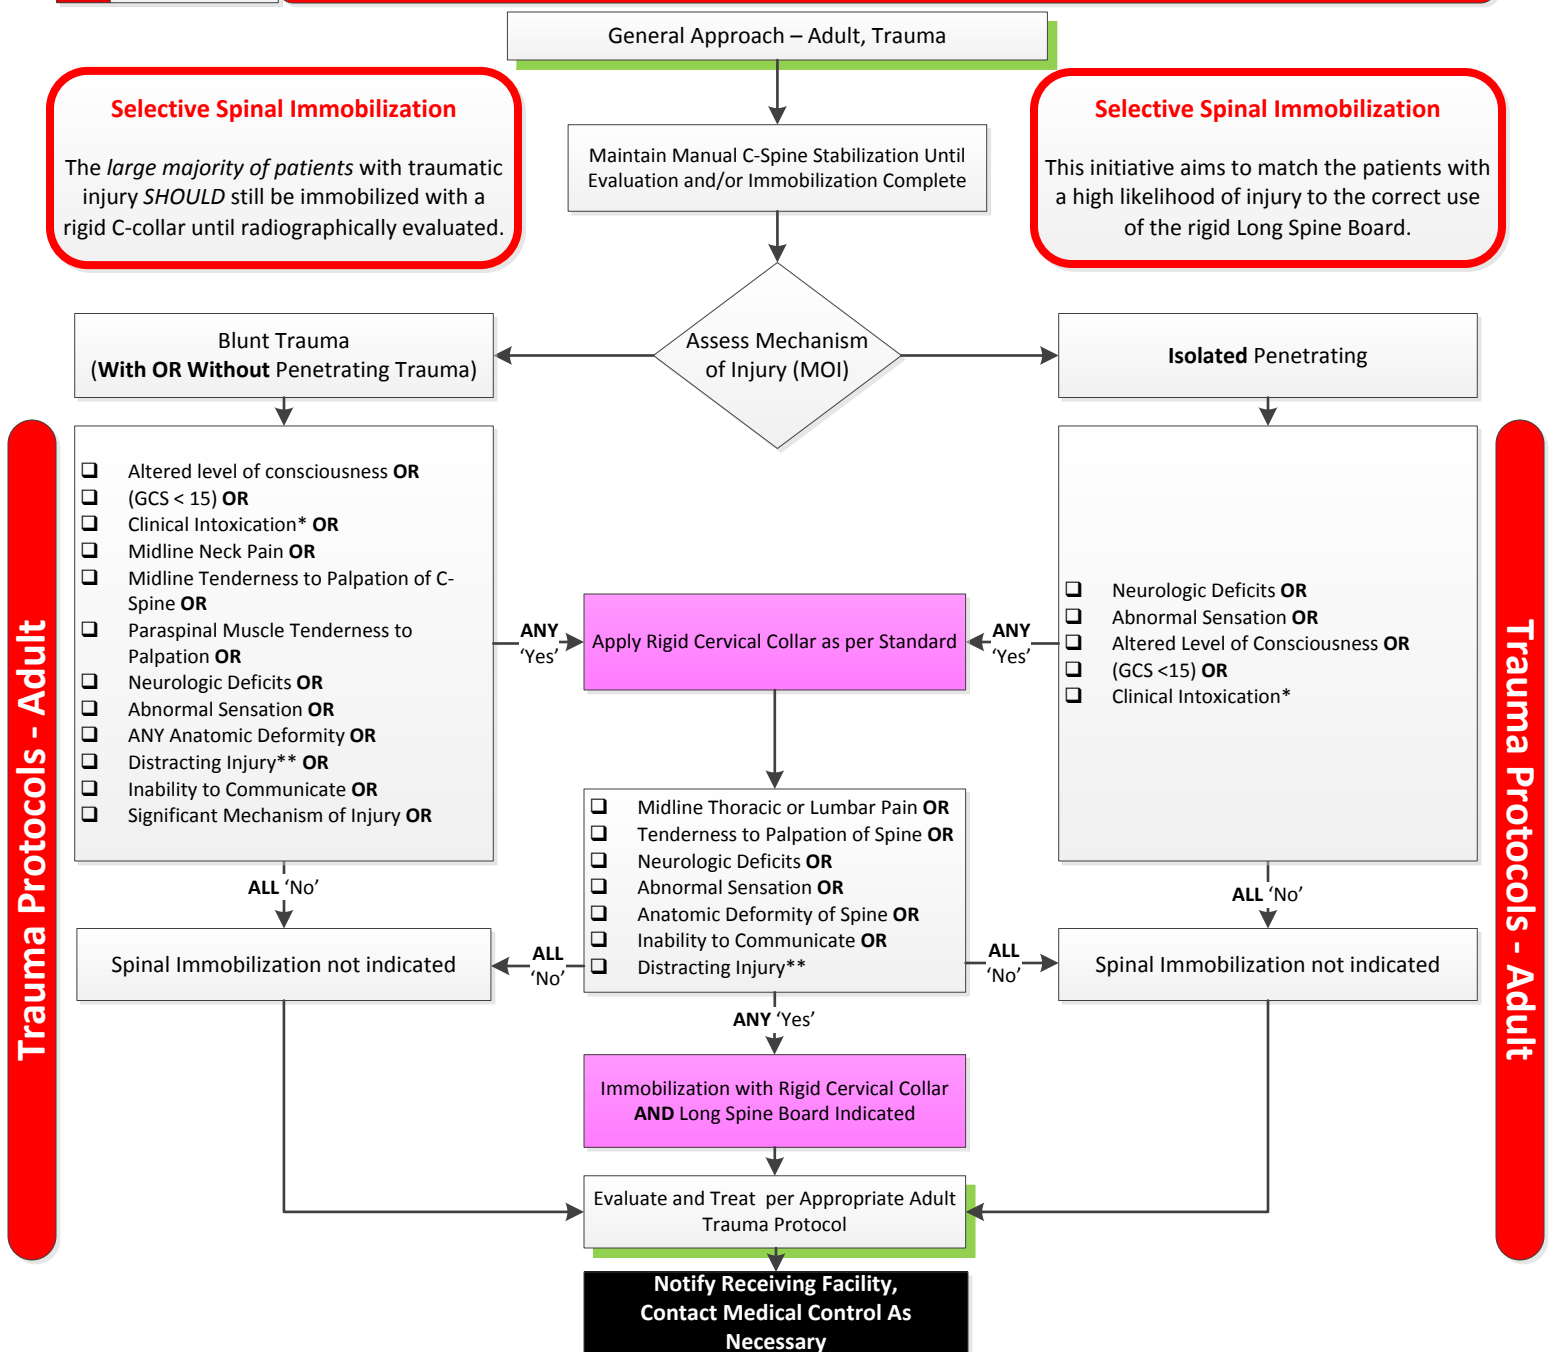 General Approach – Adult, Trauma
Selective Spinal Immobilization
The large majority of patients with traumatic
injury SHOULD still be immobilized with a
rigid C-collar until radiographically evaluated.
Maintain Manual C-Spine Stabilization Until
Evaluation and/or Immobilization Complete
Selective Spinal Immobilization
This initiative aims to match the patients with
a high likelihood of injury to the correct use
of the rigid Long Spine Board.
Assess Mechanism
of Injury (MOI)
Blunt Trauma
(With OR Without Penetrating Trauma)
Isolated Penetrating
Trauma Protocols - Adult
❑ Altered level of consciousness OR
❑ (GCS < 15) OR
❑ Clinical Intoxication* OR
❑ Midline Neck Pain OR
❑ Midline Tenderness to Palpation of C-
Spine OR
❑ Paraspinal Muscle Tenderness to
Palpation OR
❑ Neurologic Deficits OR
❑ Abnormal Sensation OR
❑ ANY Anatomic Deformity OR
❑ Distracting Injury** OR
❑ Inability to Communicate OR
❑ Significant Mechanism of Injury OR
ANY
‘Yes’
Apply Rigid Cervical Collar as per Standard
ANY
‘Yes’
❑ Neurologic Deficits OR
❑ Abnormal Sensation OR
❑ Altered Level of Consciousness OR
❑ (GCS <15) OR
❑ Clinical Intoxication*
Trauma Protocols - Adult
❑ Midline Thoracic or Lumbar Pain OR
❑ Tenderness to Palpation of Spine OR
❑ Neurologic Deficits OR
❑ Abnormal Sensation OR
❑ Anatomic Deformity of Spine OR
❑ Inability to Communicate OR
❑ Distracting Injury**
ALL ‘No’
ALL ‘No’
Spinal Immobilization not indicated
ALL
‘No’
ALL
‘No’
Spinal Immobilization not indicated
ANY ‘Yes’
Immobilization with Rigid Cervical Collar
AND Long Spine Board Indicated
Evaluate and Treat per Appropriate Adult
Trauma Protocol
Notify Receiving Facility,
Contact Medical Control As
Necessary